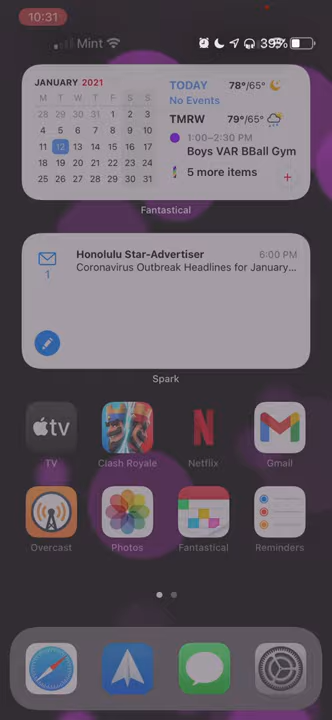 10:31
Mint
39%
JANUARY 2021
M T W T F S S
28 29 30 31 1 2 3
4 5 6 7 8 9 10
11 12 13 14 15 16 17
18 19 20 21 22 23 24
25 26 27 28 29 30 31
TODAY 78°/65°
No Events
TMRW 79°/65°
1:00–2:30 PM
Boys VAR BBall Gym
5 more items
+
Fantastical
1
Honolulu Star-Advertiser 6:00 PM
Coronavirus Outbreak Headlines for January...
Spark
tv
TV
Clash Royale
N
Netflix
M
Gmail
Overcast
Photos
Fantastical
Reminders